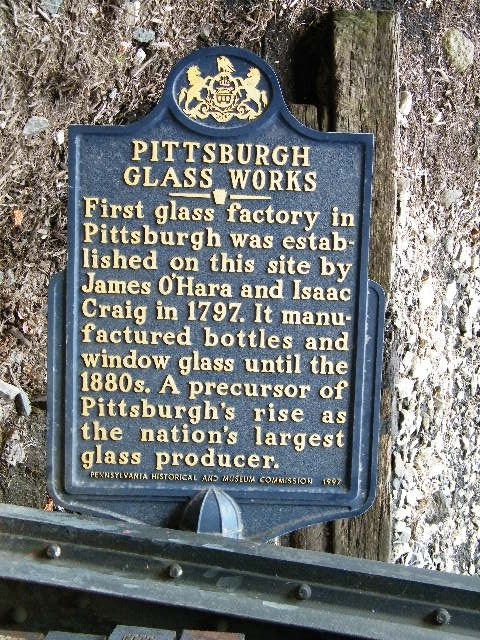 PITTSBURGH
GLASS WORKS
First glass factory in
Pittsburgh was estab-
lished on this site by
James O'Hara and Isaac
Craig in 1797. It manu-
factured bottles and
window glass until the
1880s. A precursor of
Pittsburgh's rise as
the nation's largest
glass producer.
PENNSYLVANIA HISTORICAL AND MUSEUM COMMISSION 1997